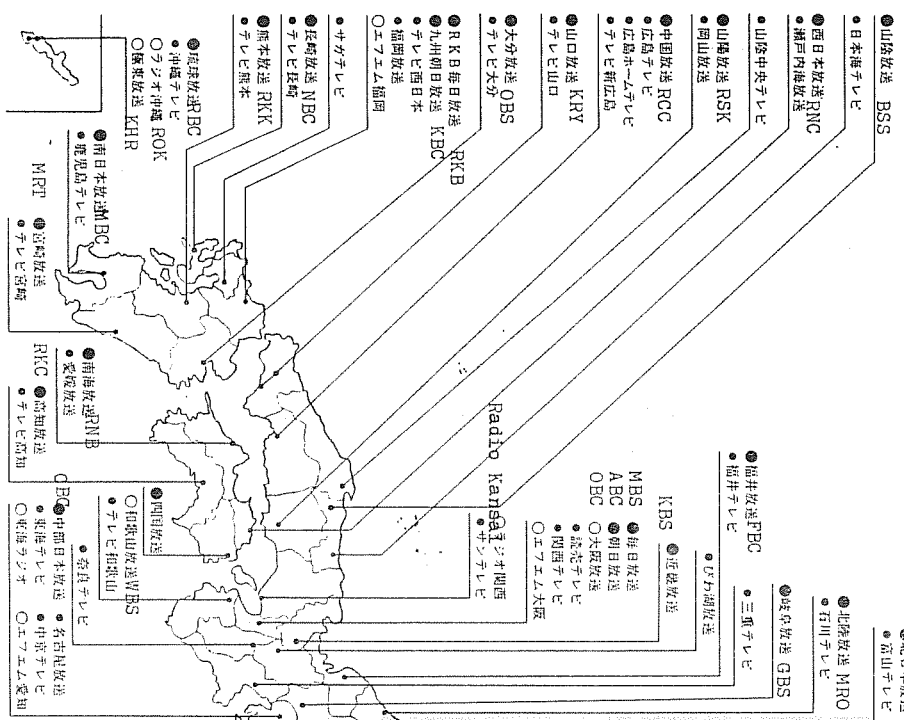 山陰放送 BSS
日本海テレビ
西日本放送RNC
瀬戸内海放送
山陰中央テレビ
山陽放送 RSK
岡山放送
中国放送 RCC
広島テレビ
広島ホームテレビ
テレビ新広島
山口放送 KRY
テレビ山口
大分放送 OBS
テレビ大分
RKB毎日放送 RKB
九州朝日放送 KBC
テレビ西日本
福岡放送
エフエム福岡
サガテレビ
長崎放送 NBC
テレビ長崎
熊本放送 RKK
テレビ熊本
琉球放送RBC
沖縄テレビ
ラジオ沖縄 ROK
極東放送 KHR
南日本放送MBC
鹿児島テレビ
MRT 宮崎放送
テレビ宮崎
南海放送RNB
愛媛放送
RKC 高知放送
テレビ高知
四国放送
和歌山放送WBS
テレビ和歌山
奈良テレビ
CBC 中部日本放送
東海テレビ
東海ラジオ
名古屋放送
中京テレビ
エフエム愛知
Radio Kansai
ラジオ関西
サンテレビ
MBS 毎日放送
ABC 朝日放送
OBC 大阪放送
読売テレビ
関西テレビ
エフエム大阪
KBS 近畿放送
びわ湖放送
福井放送FBC
福井テレビ
岐阜放送 GBS
三重テレビ
北陸放送 MRO
石川テレビ
富山テレビ